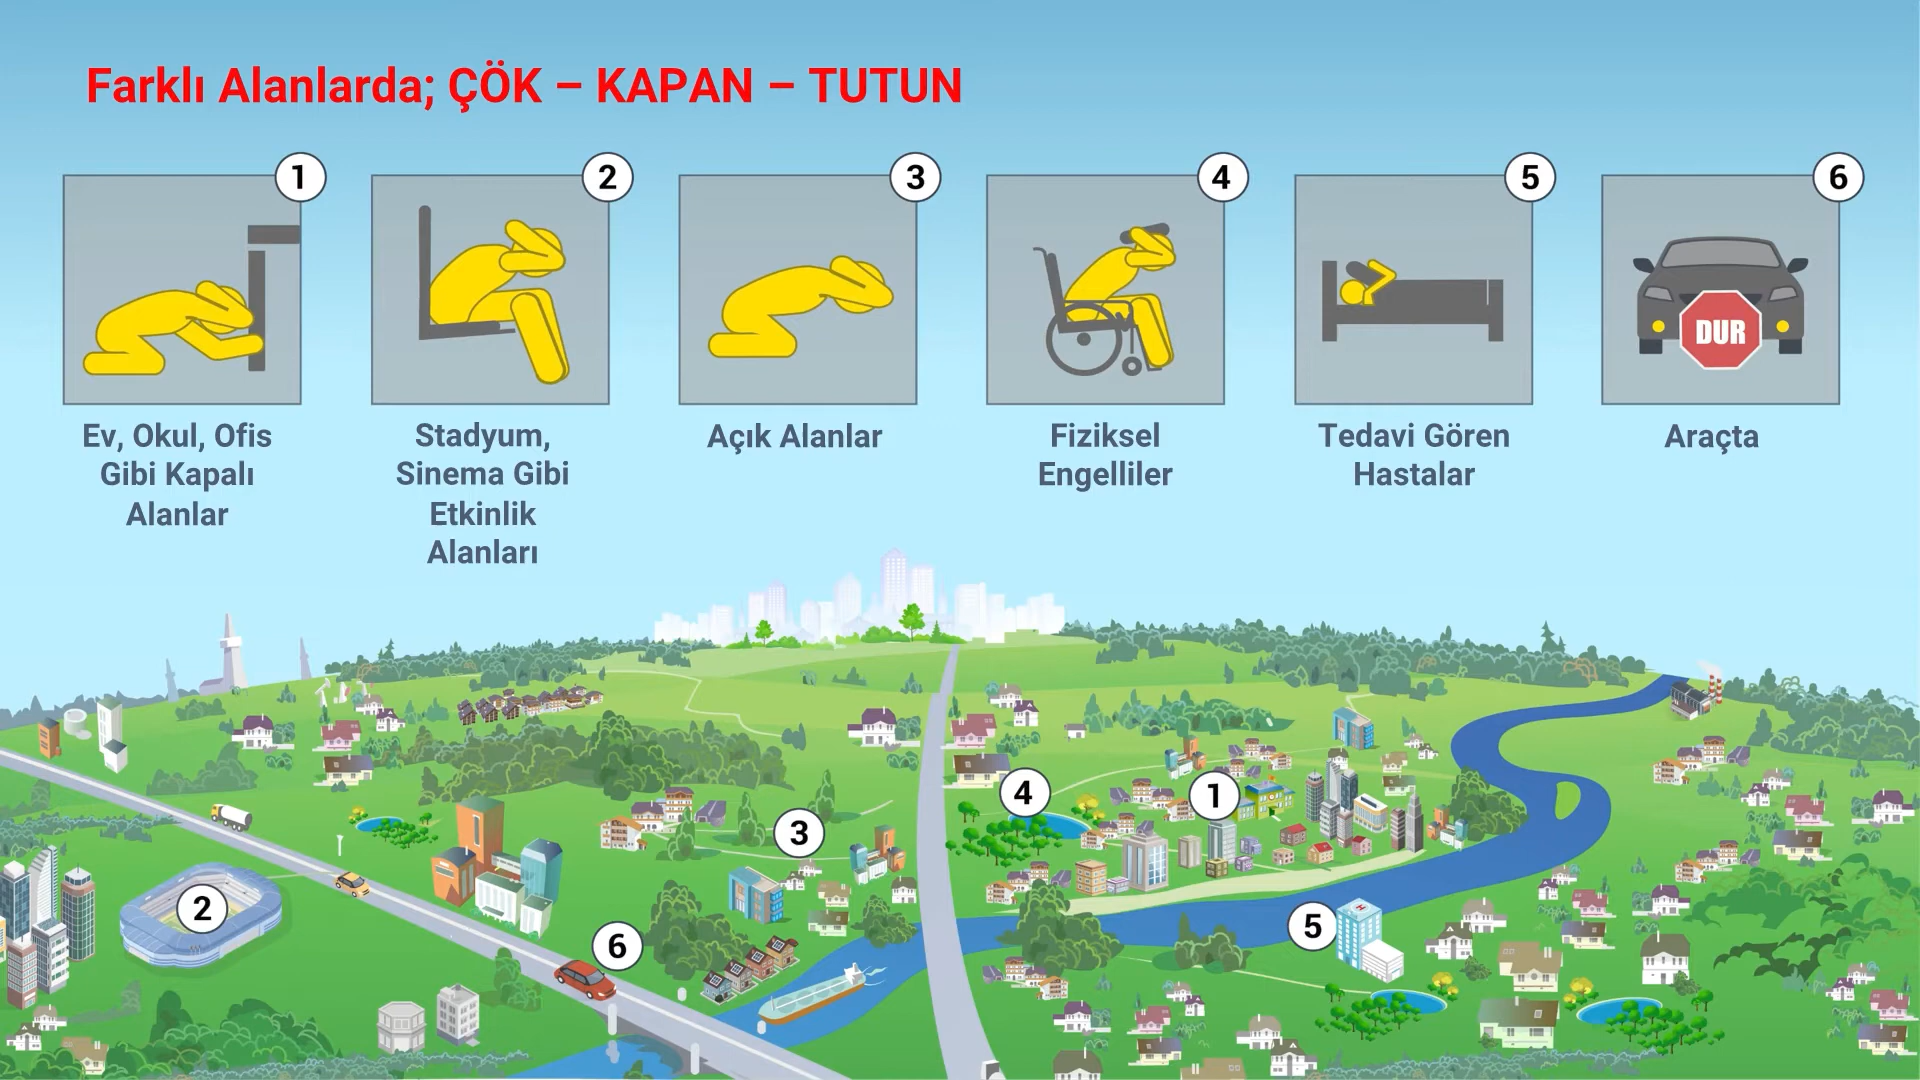 Farklı Alanlarda; ÇÖK – KAPAN – TUTUN
1
2
3
4
5
6
DUR
Ev, Okul, Ofis
Gibi Kapalı
Alanlar
Stadyum,
Sinema Gibi
Etkinlik
Alanları
Açık Alanlar
Fiziksel
Engelliler
Tedavi Gören
Hastalar
Araçta
4
1
3
2
5
6
H